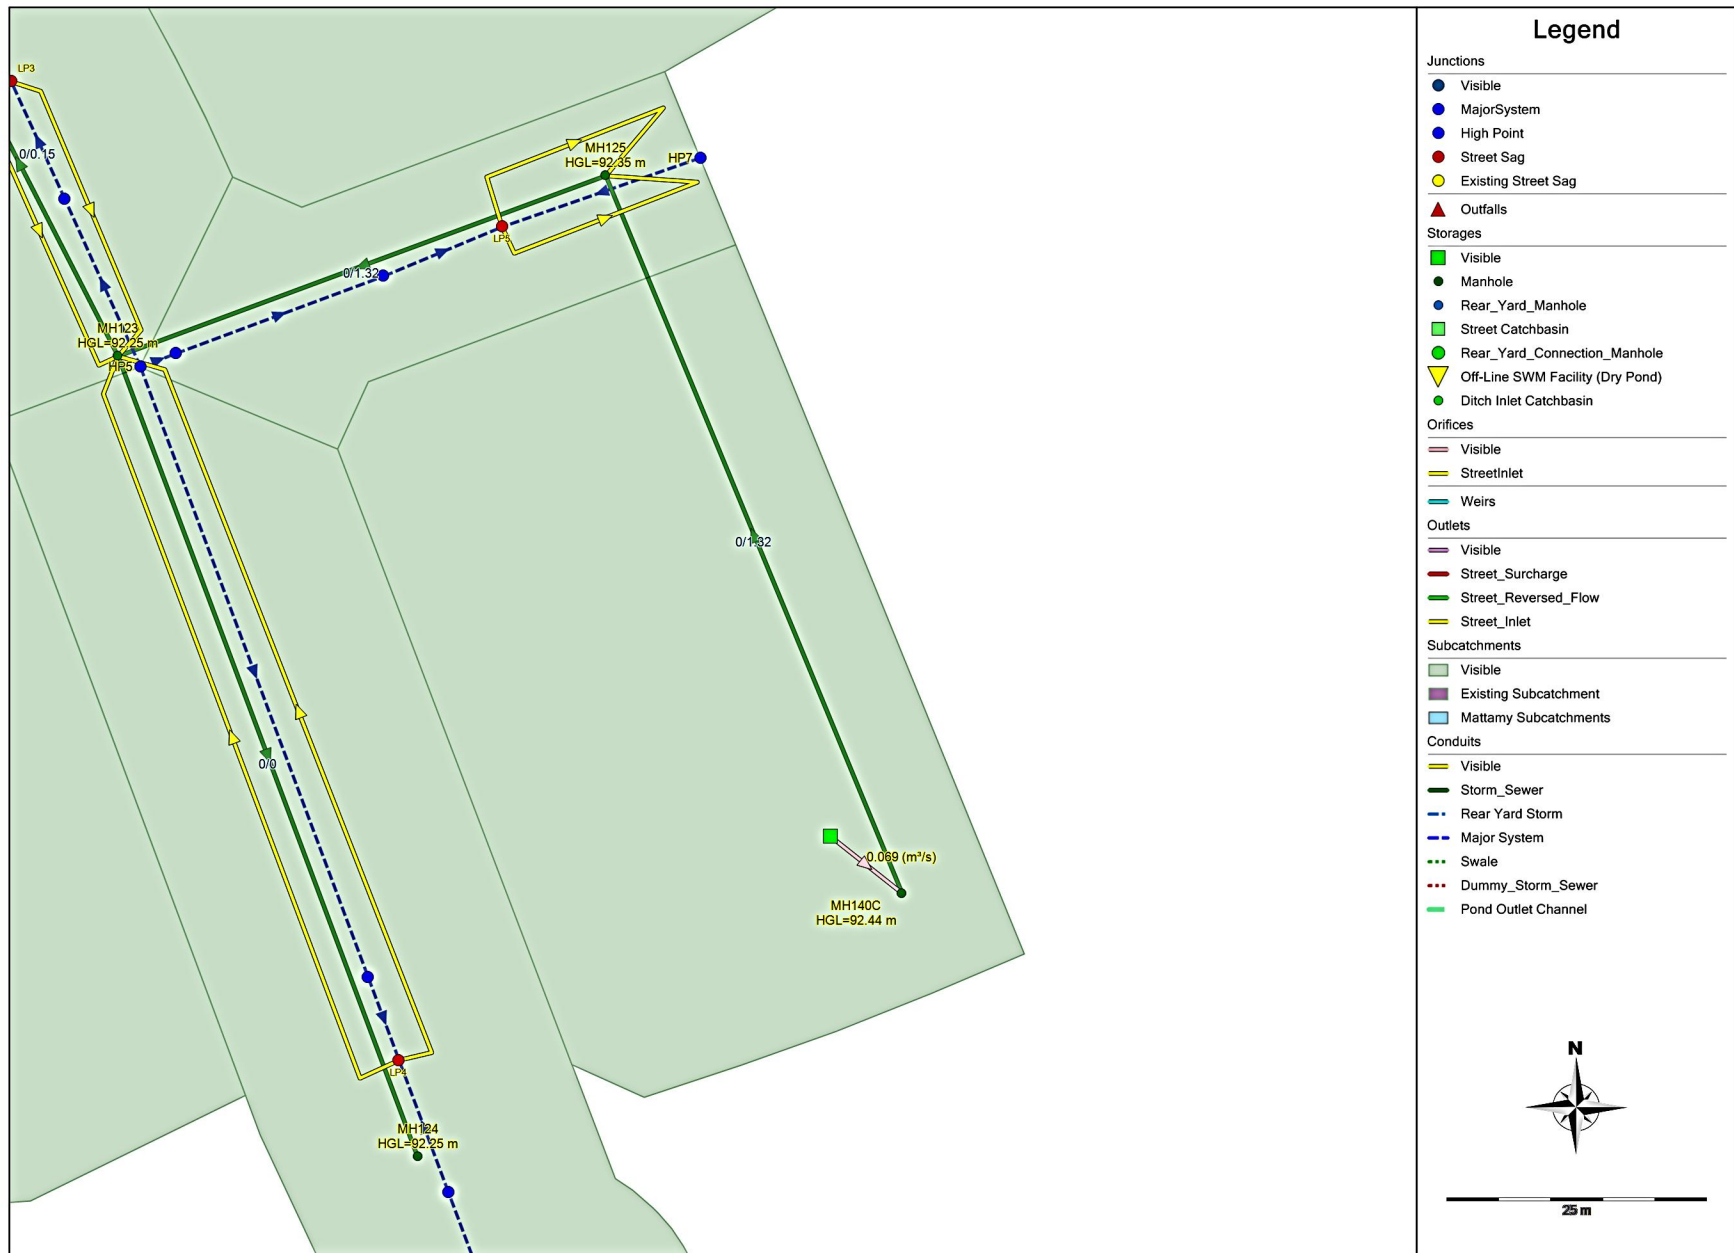 LP3
0/0.15
MH125
HGL=92.35 m
HP7
LP5
0/1.32
MH123
HGL=92.25 m
HP5
0/1.32
0/0
0.069 (m³/s)
MH140C
HGL=92.44 m
LP4
MH124
HGL=92.25 m
Legend
Junctions
Visible
MajorSystem
High Point
Street Sag
Existing Street Sag
Outfalls
Storages
Visible
Manhole
Rear_Yard_Manhole
Street Catchbasin
Rear_Yard_Connection_Manhole
Off-Line SWM Facility (Dry Pond)
Ditch Inlet Catchbasin
Orifices
Visible
StreetInlet
Weirs
Outlets
Visible
Street_Surcharge
Street_Reversed_Flow
Street_Inlet
Subcatchments
Visible
Existing Subcatchment
Mattamy Subcatchments
Conduits
Visible
Storm_Sewer
Rear Yard Storm
Major System
Swale
Dummy_Storm_Sewer
Pond Outlet Channel
N
25 m